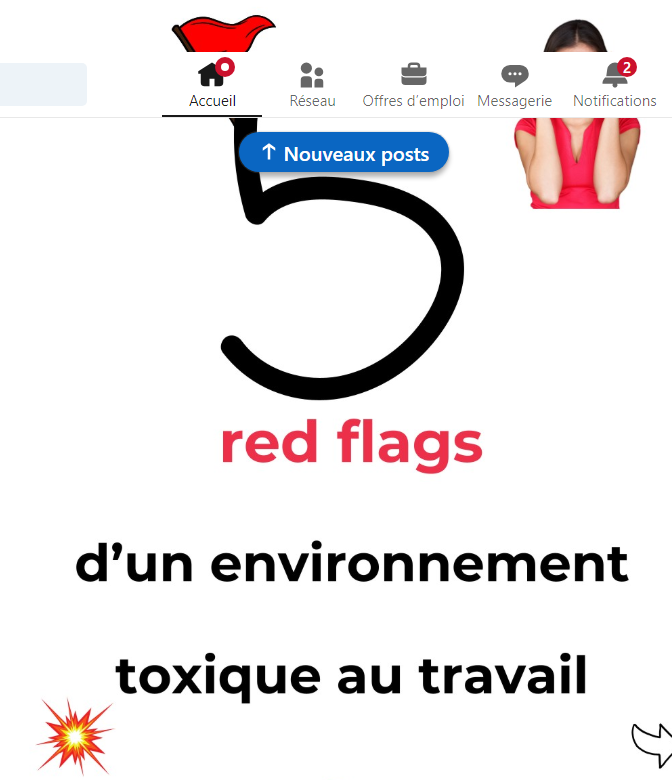 2
Accueil
Réseau
Offres d'emploi
Messagerie
Notifications
↑ Nouveaux posts
5
red flags
d’un environnement
toxique au travail